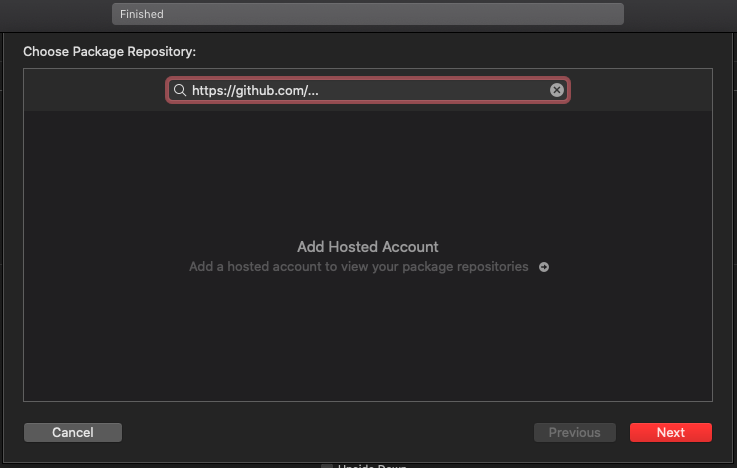 Finished
Choose Package Repository:
https://github.com/...
Add Hosted Account
Add a hosted account to view your package repositories
Cancel
Previous
Next
Upside Down